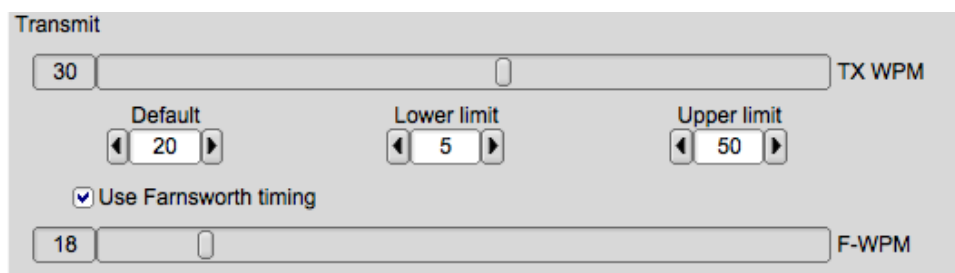 Transmit
30 TX WPM
Default Lower limit Upper limit
20 5 50
Use Farnsworth timing
18 F-WPM